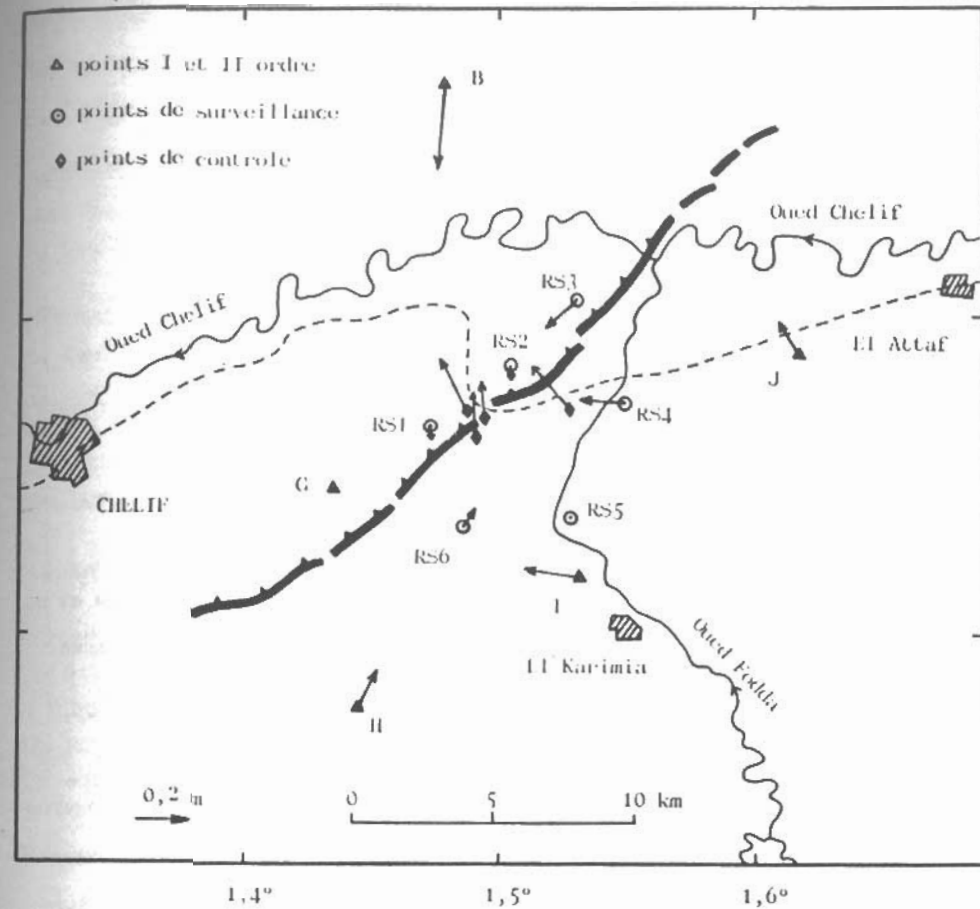 points I et II ordre
points de surveillance
points de controle
B
Oued Chelif
Oued Chelif
RS3
El Attaf
RS2
J
RS4
RS1
CHELIF
G
RS5
RS6
I
El Karimia
Oued Fodda
H
0,2 m
0 5 10 km
1,4° 1,5° 1,6°